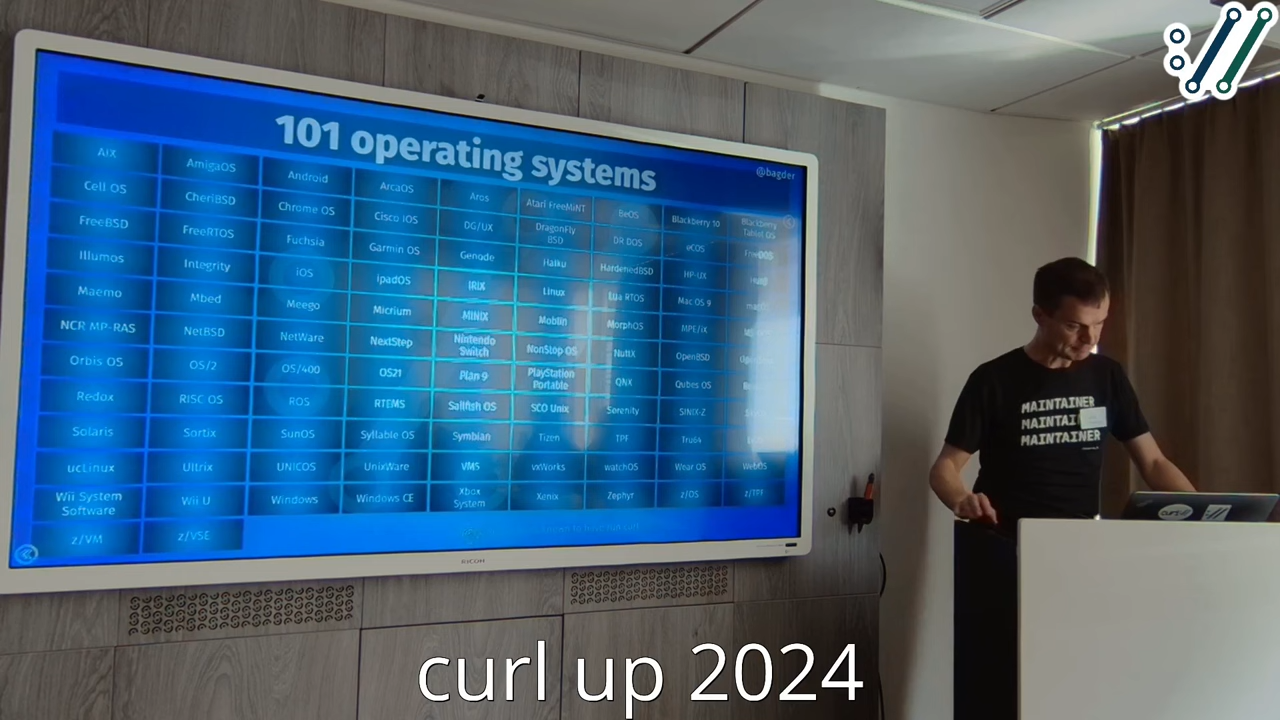 101 operating systems
@bagder
AIX AmigaOS Android ArcaOS Aros Atari FreeMiNT BeOS Blackberry 10 Blackberry Tablet OS
Cell OS CheriBSD Chrome OS Cisco IOS DG/UX DragonFly BSD DR DOS eCOS FreeDOS
FreeBSD FreeRTOS Fuchsia Garmin OS Genode Haiku HardenedBSD HP-UX
Illumos Integrity iOS ipadOS IRIX Linux Lua RTOS Mac OS 9
Maemo Mbed Meego Micrium MINIX Moblin MorphOS MPE/iX
NCR MP-RAS NetBSD NetWare NextStep Nintendo Switch NonStop OS NuttX OpenBSD
Orbis OS OS/2 OS/400 OS21 Plan 9 PlayStation Portable QNX Qubes OS
Redox RISC OS ROS RTEMS Sailfish OS SCO Unix Serenity SINIX-Z
Solaris Sortix SunOS Syllable OS Symbian Tizen TPF Tru64
ucLinux Ultrix UNICOS UnixWare VMS vxWorks watchOS Wear OS WebOS
Wii System Software Wii U Windows Windows CE Xbox System Xenix Zephyr z/OS z/TPF
z/VM z/VSE
RICOH
MAINTAINER
MAINTAI
MAINTAINER
curl
curl up 2024